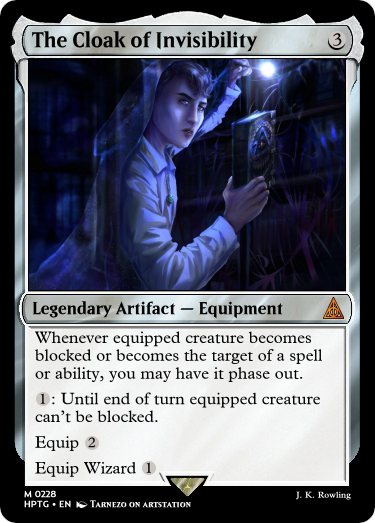 The Cloak of Invisibility 3
Legendary Artifact — Equipment
Whenever equipped creature becomes
blocked or becomes the target of a spell
or ability, you may have it phase out.
1: Until end of turn equipped creature
can't be blocked.
Equip 2
Equip Wizard 1
M 0228
HPTG • EN Tarnezo on Artstation
J. K. Rowling